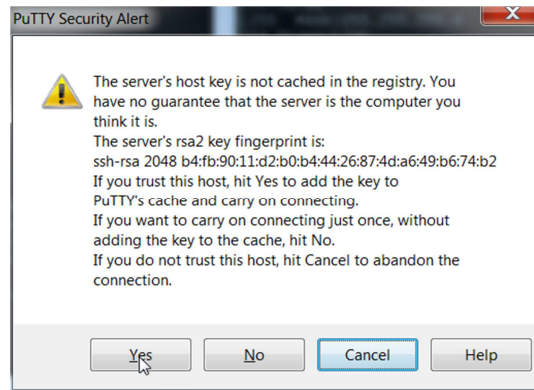 PuTTY Security Alert
The server's host key is not cached in the registry. You
have no guarantee that the server is the computer you
think it is.
The server's rsa2 key fingerprint is:
ssh-rsa 2048 b4:fb:90:11:d2:b0:b4:44:26:87:4d:a6:49:b6:74:b2
If you trust this host, hit Yes to add the key to
PuTTY's cache and carry on connecting.
If you want to carry on connecting just once, without
adding the key to the cache, hit No.
If you do not trust this host, hit Cancel to abandon the
connection.
Yes No Cancel Help